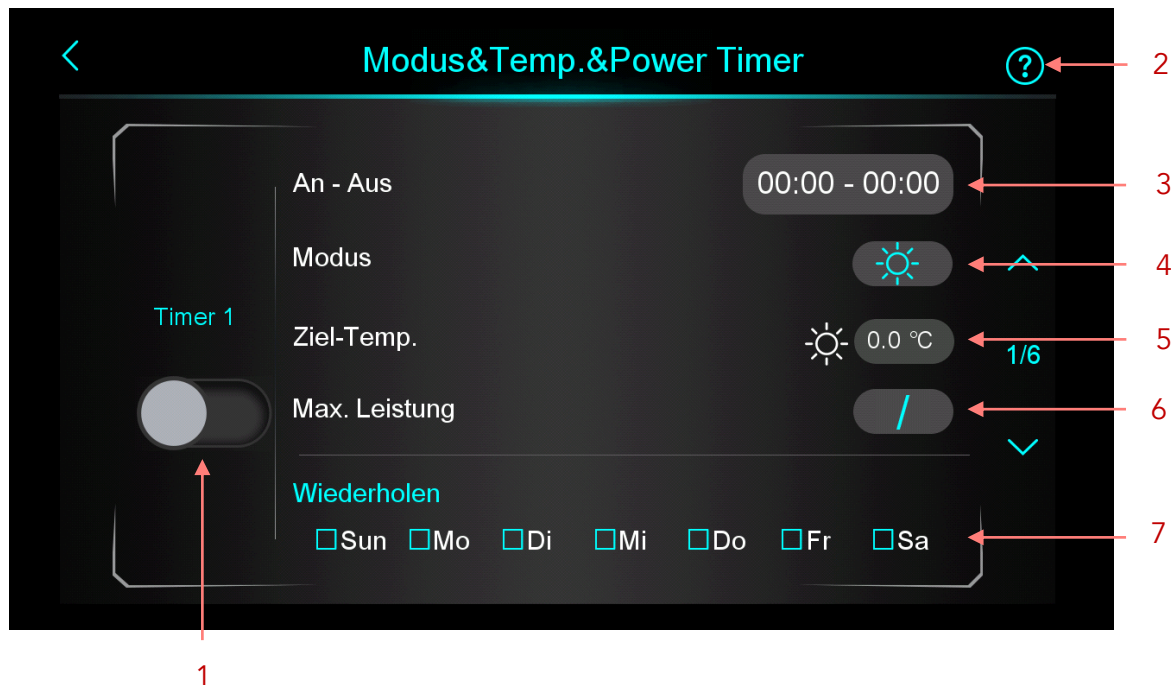 Modus&Temp.&Power Timer
2
An - Aus 00:00 - 00:00 3
Modus 4
Timer 1
Ziel-Temp. 0.0 °C 5
1/6
Max. Leistung / 6
Wiederholen
Sun Mo Di Mi Do Fr Sa 7
1